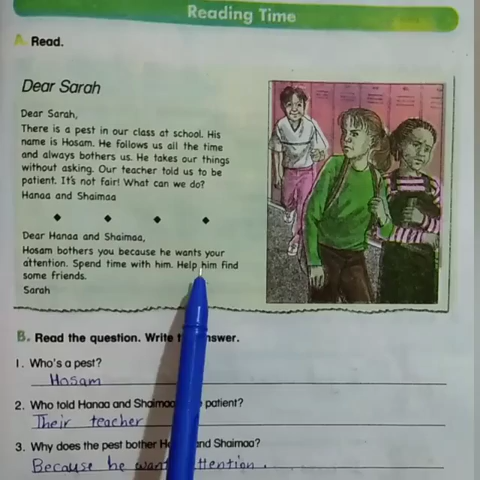 Reading Time
A. Read.
Dear Sarah
Dear Sarah,
There is a pest in our class at school. His
name is Hosam. He follows us all the time
and always bothers us. He takes our things
without asking. Our teacher told us to be
patient. It's not fair! What can we do?
Hanaa and Shaimaa
Dear Hanaa and Shaimaa,
Hosam bothers you because he wants your
attention. Spend time with him. Help him find
some friends.
Sarah
B. Read the question. Write answer.
1. Who's a pest?
Hosam
2. Who told Hanaa and Shaimaa patient?
Their teacher
3. Why does the pest bother and Shaimaa?
Because he want attention.